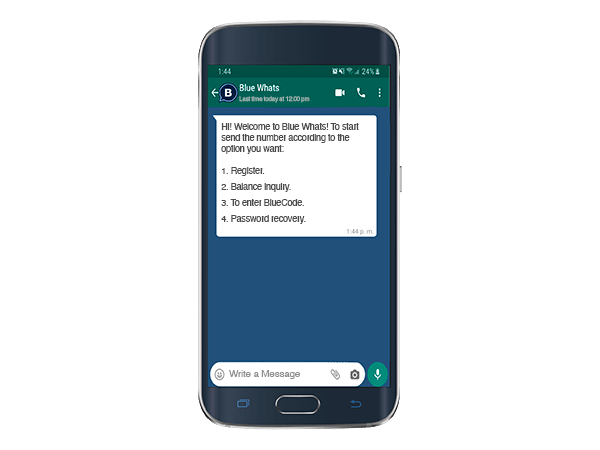 1:44 24%
Blue Whats
B
Last time today at 12:00 pm
Hi! Welcome to Blue Whats! To start
send the number according to the
option you want:
1. Register.
2. Balance inquiry.
3. To enter BlueCode.
4. Password recovery.
1:44 p. m.
Write a Message